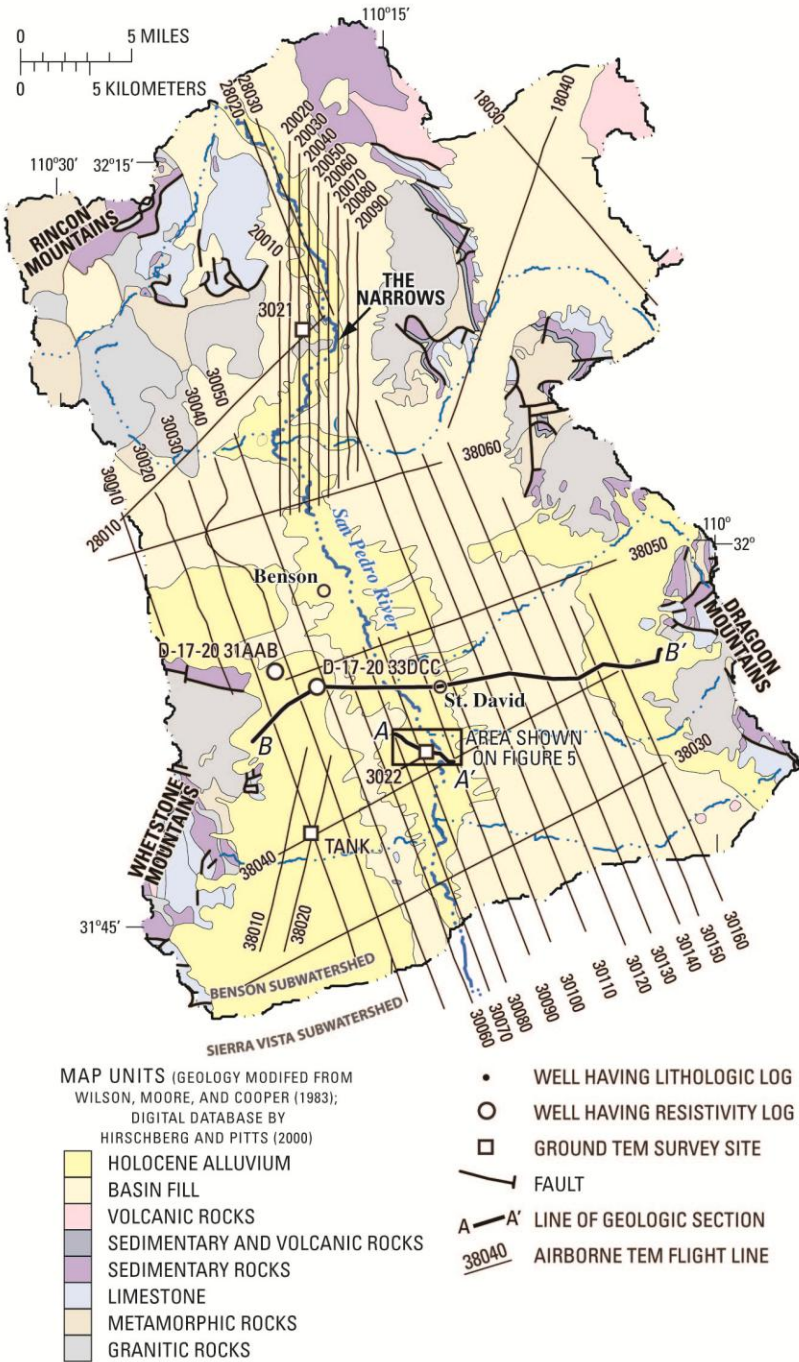 0 5 MILES
0 5 KILOMETERS
110°15'
110°30'
32°15'
28030
28020
20020
20030
20040
20050
20060
20070
20080
20090
18030
18040
RINCON
MOUNTAINS
20010
THE
NARROWS
3021
30050
30040
30030
30020
30010
28010
38060
San Pedro River
110°
32°
38050
Benson
DRAGOON
MOUNTAINS
D-17-20 31AAB
D-17-20 33DCC
B'
St. David
B
A
AREA SHOWN
ON FIGURE 5
3022
A'
38030
WHETSTONE
MOUNTAINS
TANK
38040
38010
38020
31°45'
BENSON SUBWATERSHED
SIERRA VISTA SUBWATERSHED
30060
30070
30080
30090
30100
30110
30120
30130
30140
30150
30160
MAP UNITS (GEOLOGY MODIFED FROM
WILSON, MOORE, AND COOPER (1983);
DIGITAL DATABASE BY
HIRSCHBERG AND PITTS (2000)
HOLOCENE ALLUVIUM
BASIN FILL
VOLCANIC ROCKS
SEDIMENTARY AND VOLCANIC ROCKS
SEDIMENTARY ROCKS
LIMESTONE
METAMORPHIC ROCKS
GRANITIC ROCKS
WELL HAVING LITHOLOGIC LOG
WELL HAVING RESISTIVITY LOG
GROUND TEM SURVEY SITE
FAULT
A A' LINE OF GEOLOGIC SECTION
38040 AIRBORNE TEM FLIGHT LINE